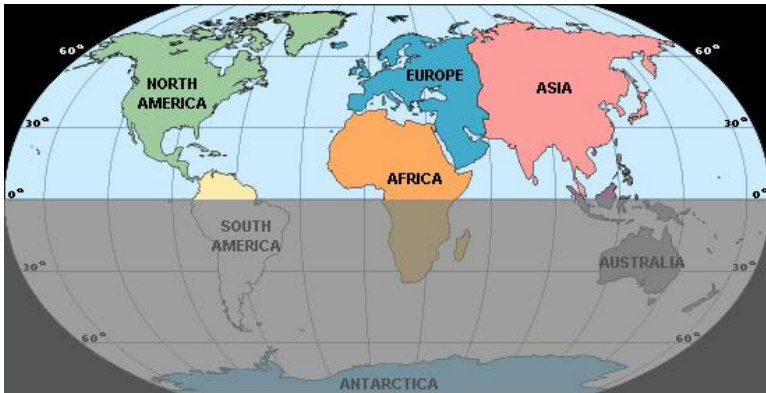 60°
60°
NORTH
AMERICA
EUROPE
ASIA
30°
30°
AFRICA
0°
0°
SOUTH
AMERICA
AUSTRALIA
30°
30°
60°
60°
ANTARCTICA